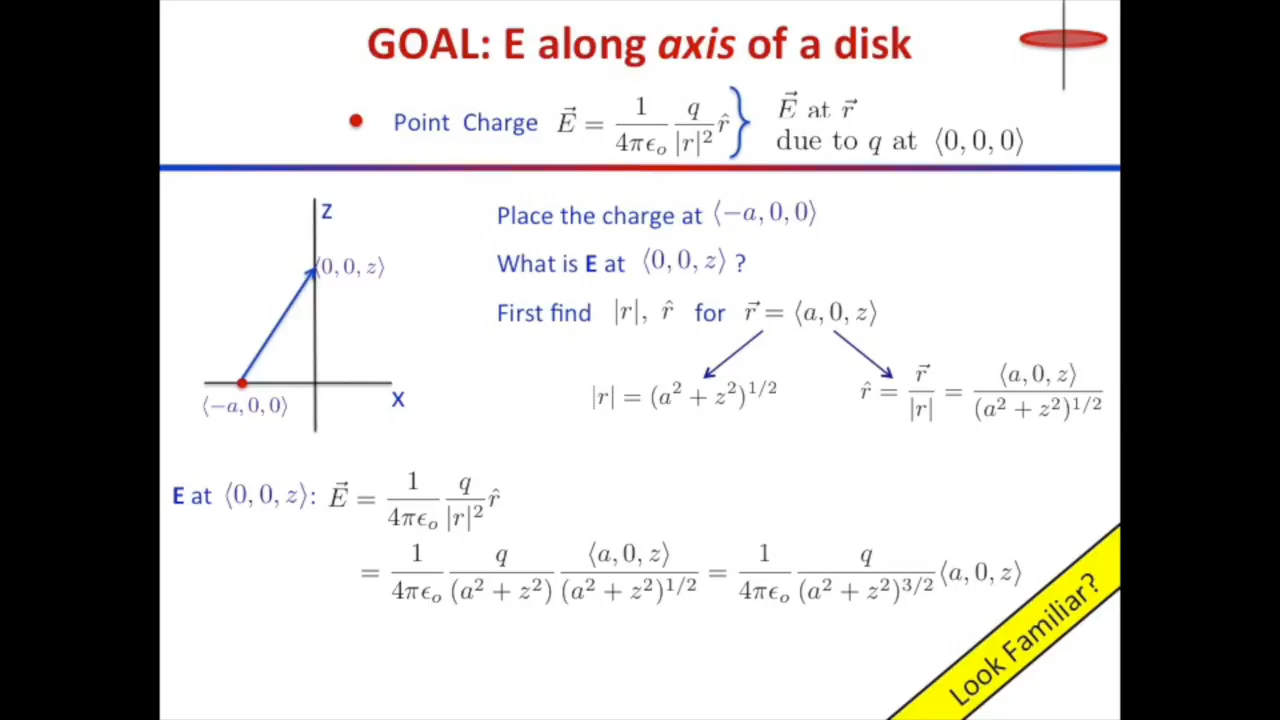 GOAL: E along axis of a disk
• Point Charge $\vec{E} = \frac{1}{4\pi\epsilon_o} \frac{q}{|r|^2} \hat{r}$ } $\vec{E}$ at $\vec{r}$
due to $q$ at $\langle 0, 0, 0 \rangle$
Z
$\langle 0, 0, z \rangle$
$\langle -a, 0, 0 \rangle$
X
Place the charge at $\langle -a, 0, 0 \rangle$
What is E at $\langle 0, 0, z \rangle$ ?
First find $|r|,\ \hat{r}$ for $\vec{r} = \langle a, 0, z \rangle$
$|r| = (a^2 + z^2)^{1/2}$
$\hat{r} = \frac{\vec{r}}{|r|} = \frac{\langle a, 0, z \rangle}{(a^2 + z^2)^{1/2}}$
E at $\langle 0, 0, z \rangle$: $\vec{E} = \frac{1}{4\pi\epsilon_o} \frac{q}{|r|^2} \hat{r}$
$= \frac{1}{4\pi\epsilon_o} \frac{q}{(a^2 + z^2)} \frac{\langle a, 0, z \rangle}{(a^2 + z^2)^{1/2}} = \frac{1}{4\pi\epsilon_o} \frac{q}{(a^2 + z^2)^{3/2}} \langle a, 0, z \rangle$
Look Familiar?